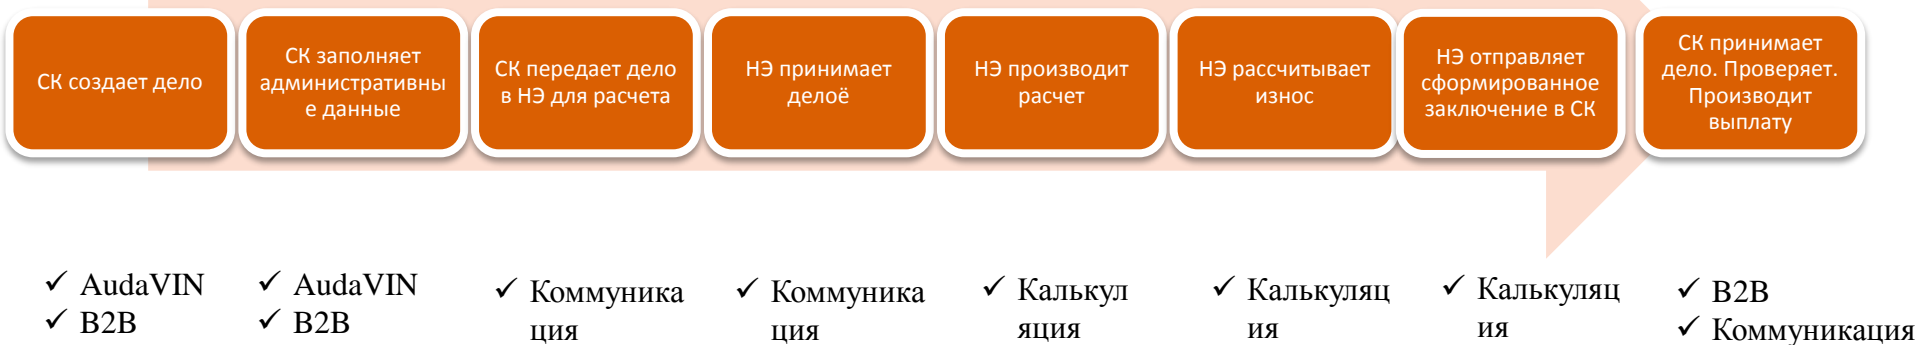 СК создает дело
СК заполняет
административны
е данные
СК передает дело
в НЭ для расчета
НЭ принимает
делоё
НЭ производит
расчет
НЭ рассчитывает
износ
НЭ отправляет
сформированное
заключение в СК
СК принимает
дело. Проверяет.
Производит
выплату
✓ AudaVIN
✓ B2B
✓ AudaVIN
✓ B2B
✓ Коммуника
ция
✓ Коммуника
ция
✓ Калькул
яция
✓ Калькуляц
ия
✓ Калькуляц
ия
✓ B2B
✓ Коммуникация